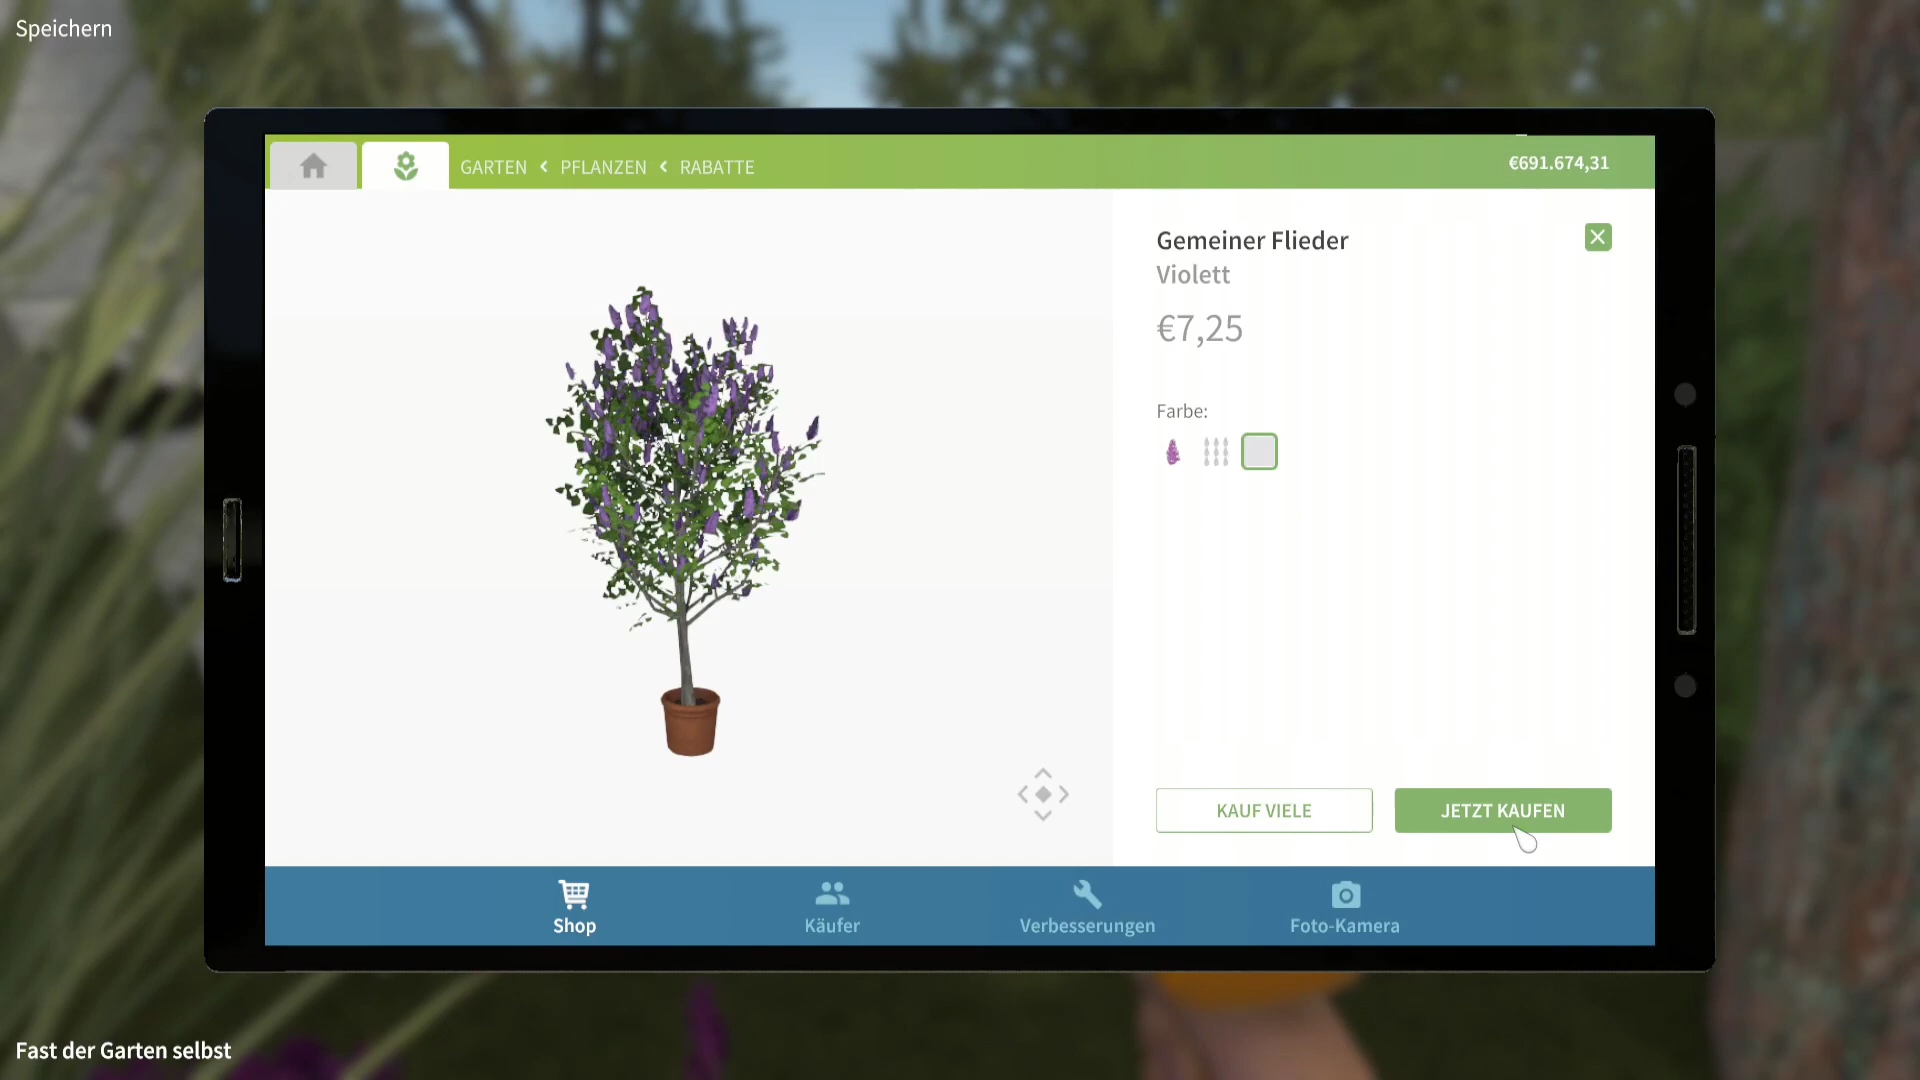 Speichern
GARTEN < PFLANZEN < RABATTE
€691.674,31
Gemeiner Flieder
Violett
€7,25
Farbe:
KAUF VIELE
JETZT KAUFEN
Shop
Käufer
Verbesserungen
Foto-Kamera
Fast der Garten selbst